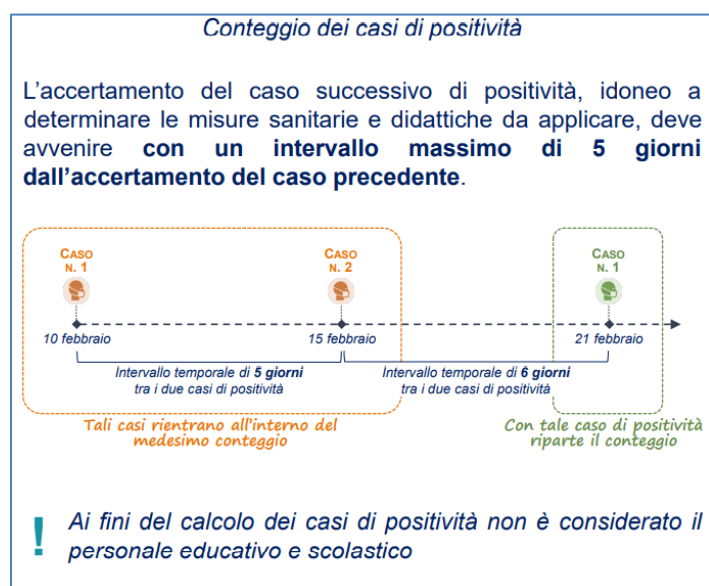 Conteggio dei casi di positività
L'accertamento del caso successivo di positività, idoneo a
determinare le misure sanitarie e didattiche da applicare, deve
avvenire con un intervallo massimo di 5 giorni
dall'accertamento del caso precedente.
CASO
N. 1
CASO
N. 2
CASO
N. 1
10 febbraio
15 febbraio
21 febbraio
Intervallo temporale di 5 giorni
tra i due casi di positività
Intervallo temporale di 6 giorni
tra i due casi di positività
Tali casi rientrano all'interno del
medesimo conteggio
Con tale caso di positività
riparte il conteggio
! Ai fini del calcolo dei casi di positività non è considerato il
personale educativo e scolastico